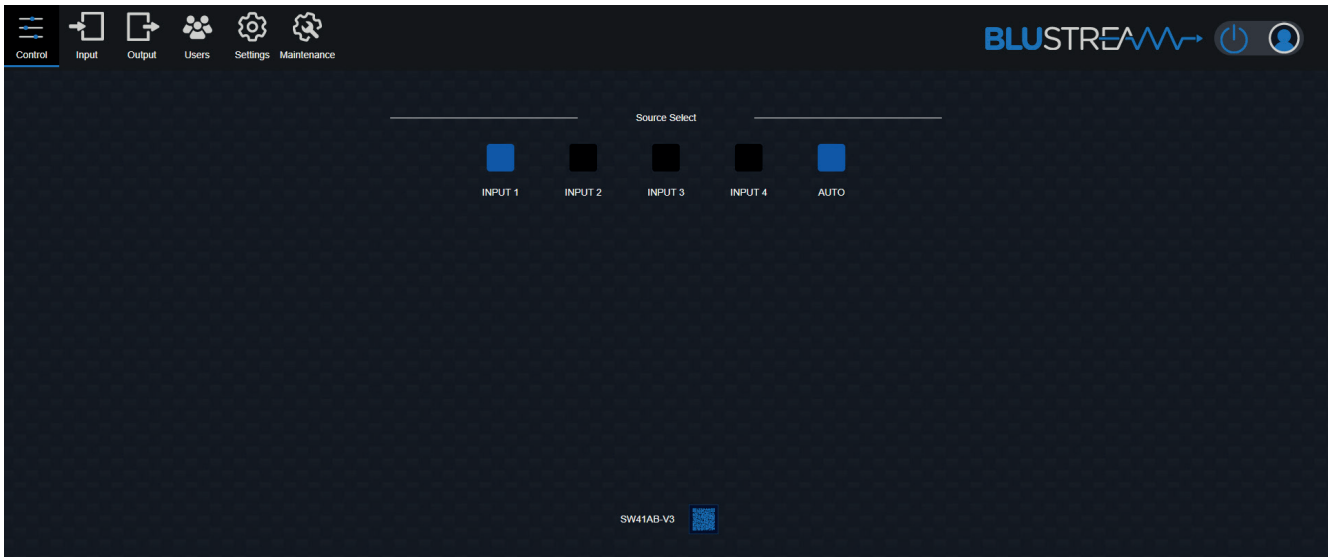 Control Input Output Users Settings Maintenance
BLUSTREAM
Source Select
INPUT 1 INPUT 2 INPUT 3 INPUT 4 AUTO
SW41AB-V3